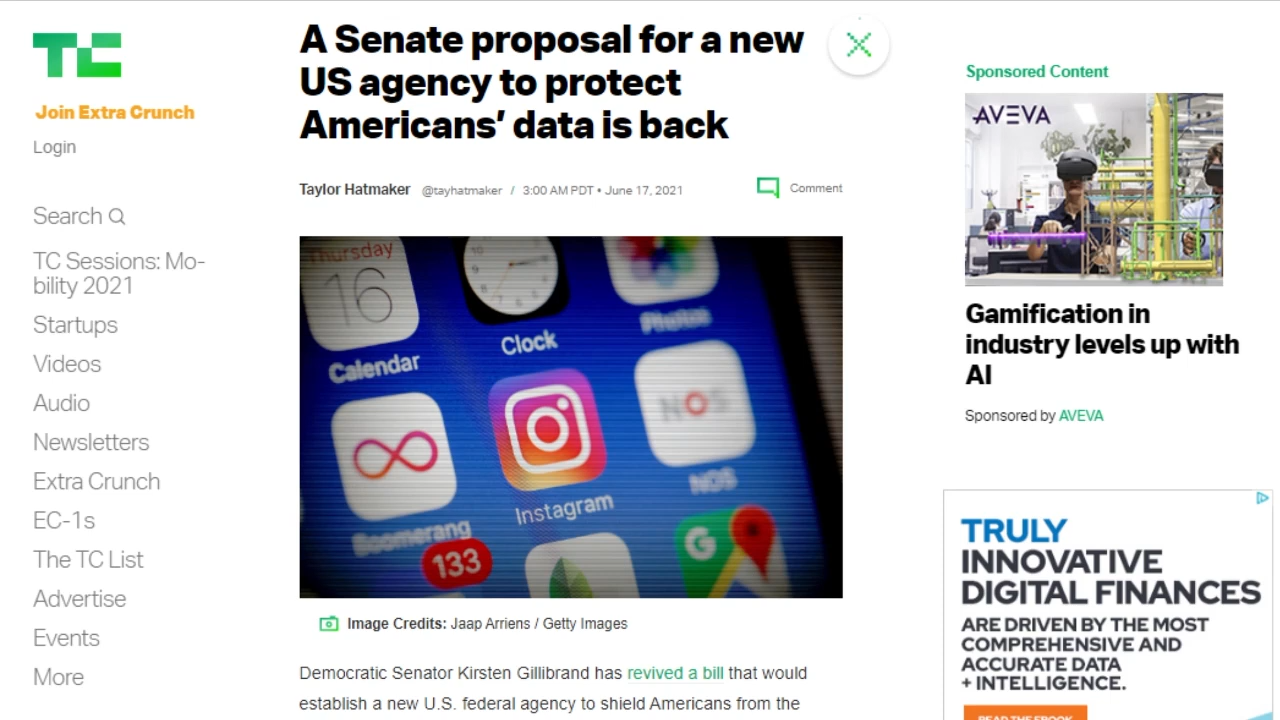 TC
Join Extra Crunch
Login
Search
TC Sessions: Mo-
bility 2021
Startups
Videos
Audio
Newsletters
Extra Crunch
EC-1s
The TC List
Advertise
Events
More
A Senate proposal for a new
US agency to protect
Americans' data is back
Taylor Hatmaker @tayhatmaker / 3:00 AM PDT • June 17, 2021
Comment
Thursday
16
Calendar
Clock
Photos
Boomerang
Instagram
NOS
NOS
133
G
Image Credits: Jaap Arriens / Getty Images
Democratic Senator Kirsten Gillibrand has revived a bill that would
establish a new U.S. federal agency to shield Americans from the
Sponsored Content
AVEVA
Gamification in
industry levels up with
AI
Sponsored by AVEVA
TRULY
INNOVATIVE
DIGITAL FINANCES
ARE DRIVEN BY THE MOST
COMPREHENSIVE AND
ACCURATE DATA
+ INTELLIGENCE.
READ THE EBOOK